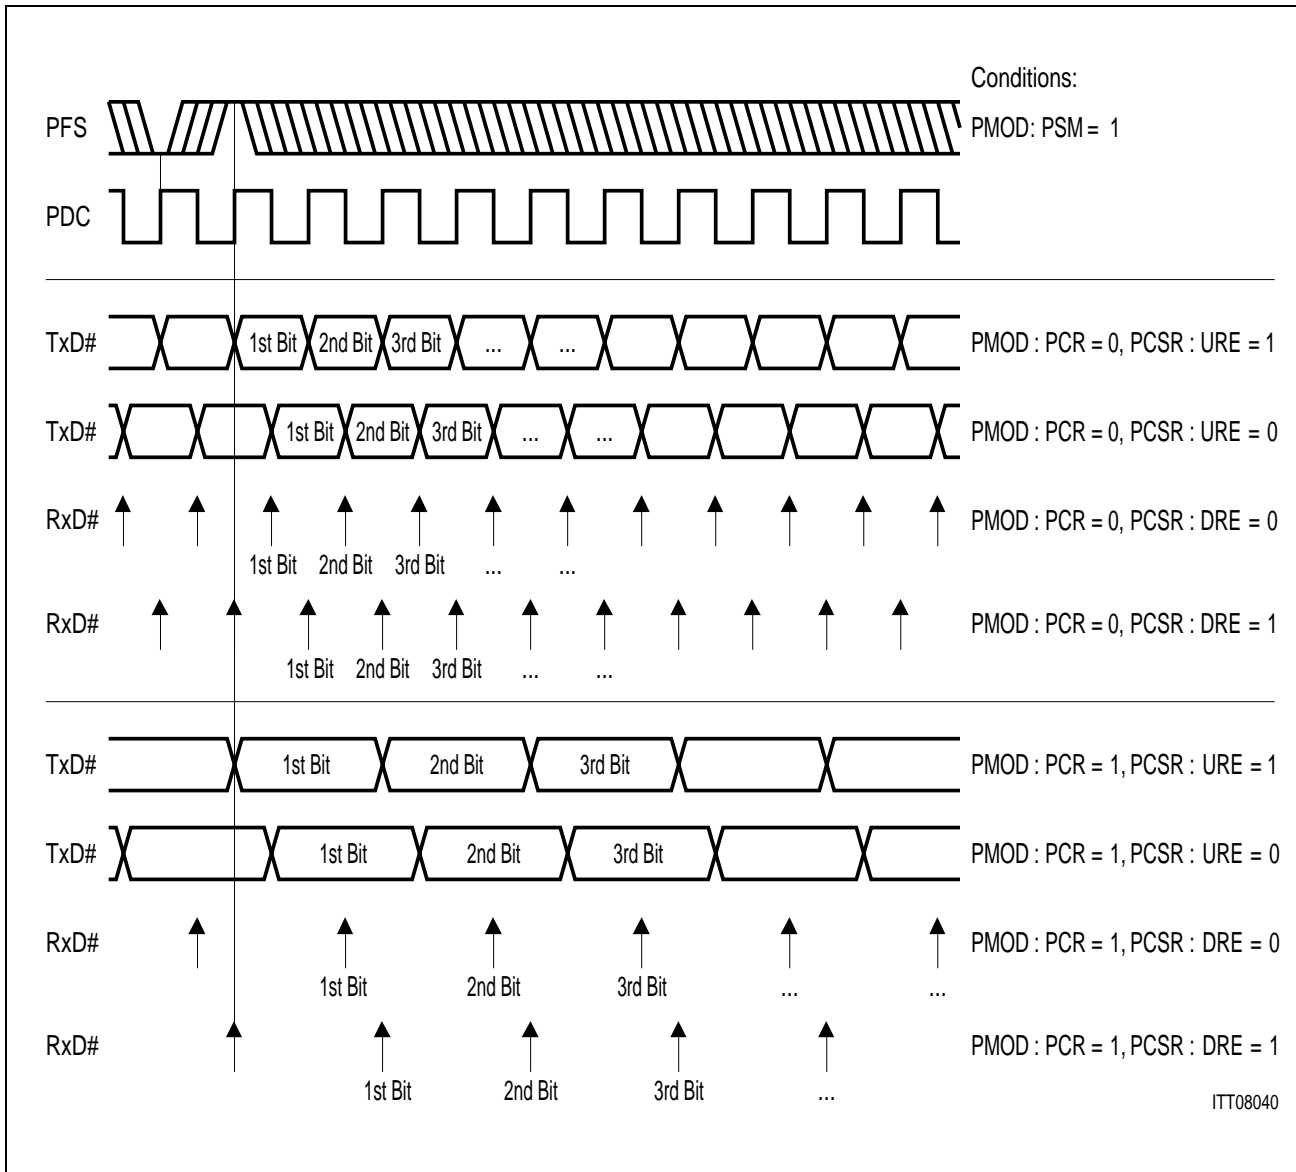 Conditions:
PFS
PMOD: PSM = 1
PDC
TxD# 1st Bit 2nd Bit 3rd Bit ... ... PMOD : PCR = 0, PCSR : URE = 1
TxD# 1st Bit 2nd Bit 3rd Bit ... ... PMOD : PCR = 0, PCSR : URE = 0
RxD# PMOD : PCR = 0, PCSR : DRE = 0
1st Bit 2nd Bit 3rd Bit ... ...
RxD# PMOD : PCR = 0, PCSR : DRE = 1
1st Bit 2nd Bit 3rd Bit ... ...
TxD# 1st Bit 2nd Bit 3rd Bit PMOD : PCR = 1, PCSR : URE = 1
TxD# 1st Bit 2nd Bit 3rd Bit PMOD : PCR = 1, PCSR : URE = 0
RxD# PMOD : PCR = 1, PCSR : DRE = 0
1st Bit 2nd Bit 3rd Bit ... ...
RxD# PMOD : PCR = 1, PCSR : DRE = 1
1st Bit 2nd Bit 3rd Bit ...
ITT08040